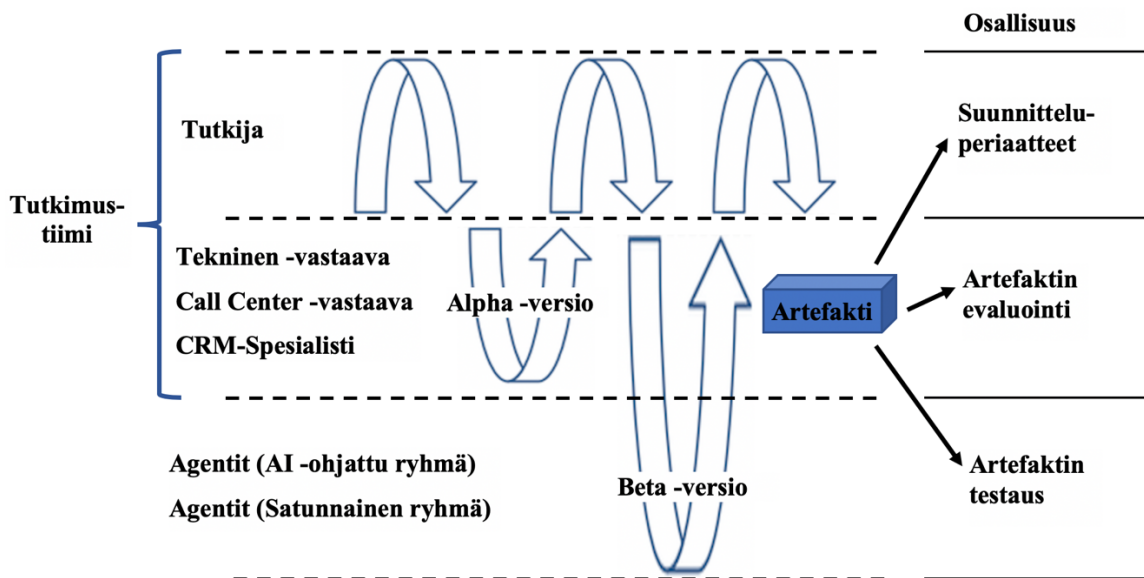 Osallisuus
Tutkimus-
tiimi
Tutkija
Suunnittelu-
periaatteet
Tekninen -vastaava
Call Center -vastaava
CRM-Spesialisti
Alpha -versio
Artefakti
Artefaktin
evaluointi
Agentit (AI -ohjattu ryhmä)
Agentit (Satunnainen ryhmä)
Beta -versio
Artefaktin
testaus